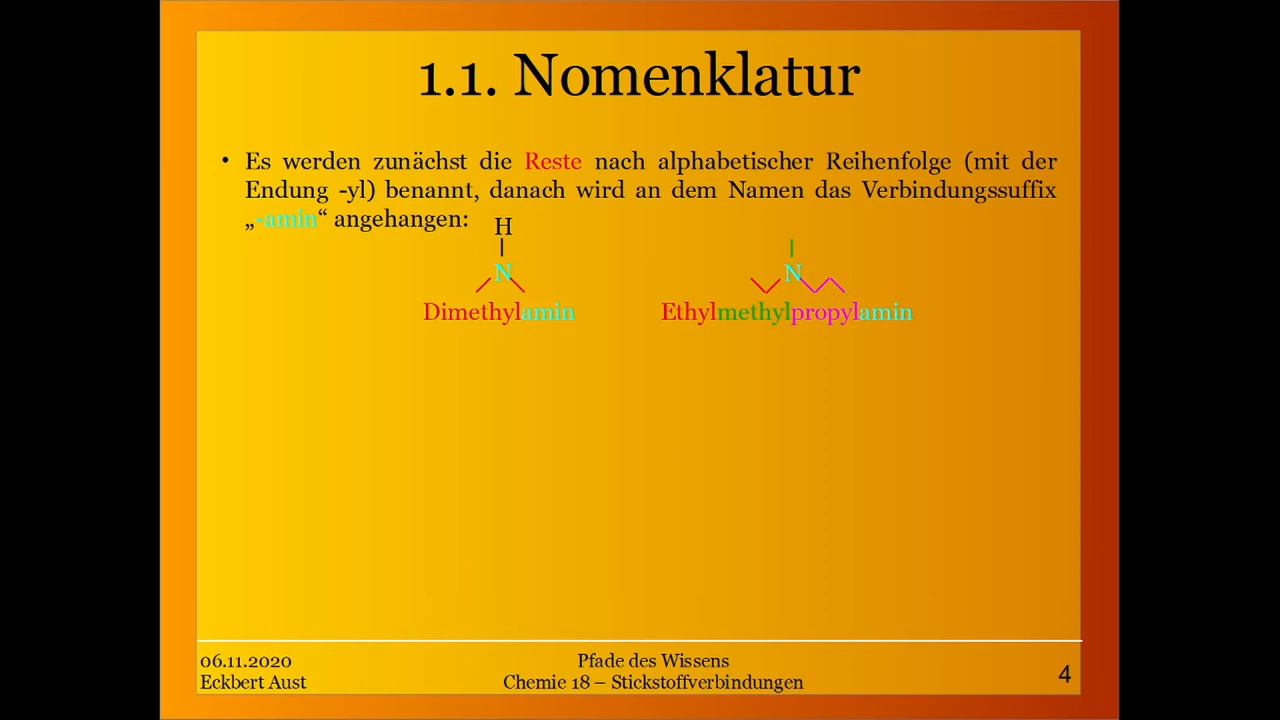 1.1. Nomenklatur
• Es werden zunächst die Reste nach alphabetischer Reihenfolge (mit der
Endung -yl) benannt, danach wird an dem Namen das Verbindungssuffix
„-amin“ angehangen:
H
N
N
Dimethylamin
Ethylmethylpropylamin
06.11.2020
Eckbert Aust
Pfade des Wissens
Chemie 18 – Stickstoffverbindungen
4